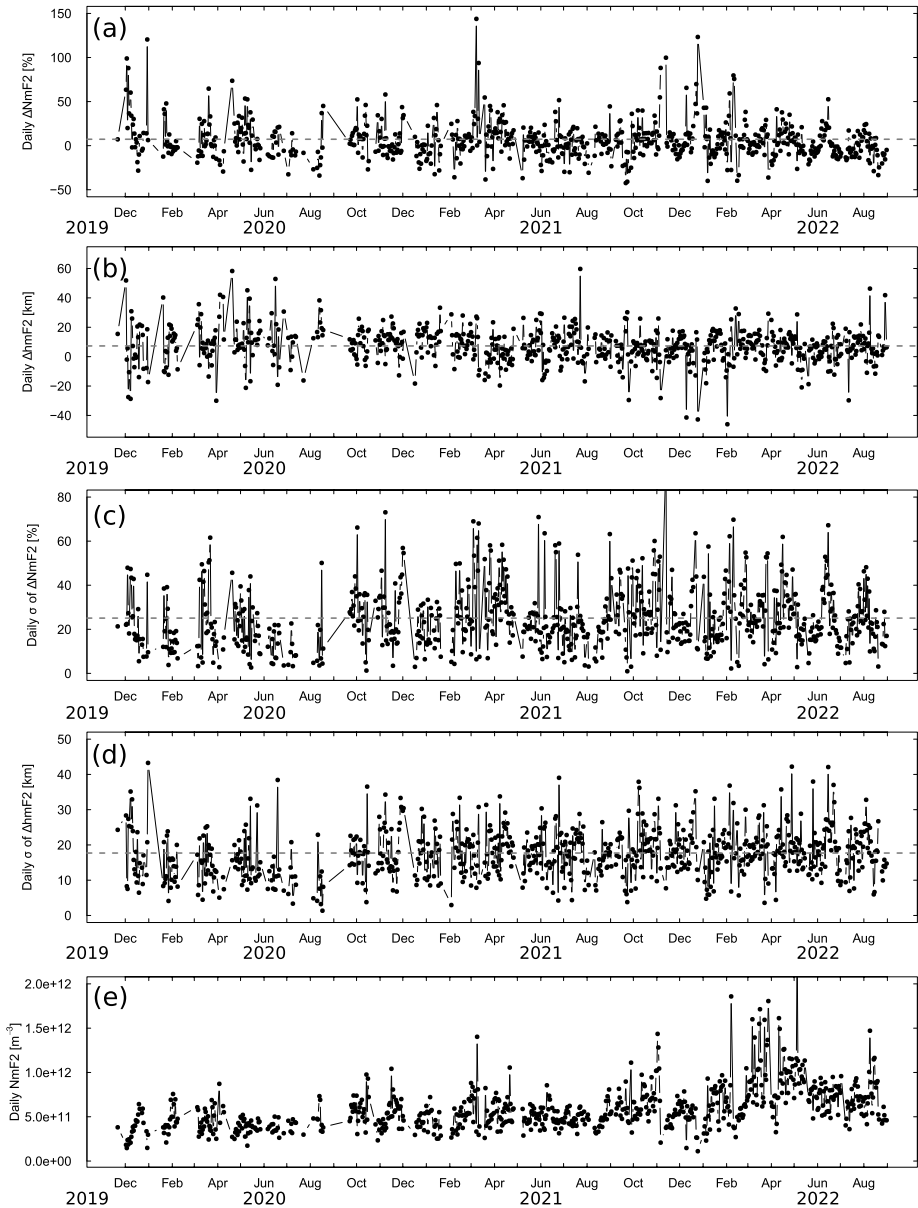 (a)
Daily ΔNmF2 [%]
150
100
50
0
−50
Dec Feb Apr Jun Aug Oct Dec Feb Apr Jun Aug Oct Dec Feb Apr Jun Aug
2019 2020 2021 2022
(b)
Daily ΔhmF2 [km]
60
40
20
0
−20
−40
Dec Feb Apr Jun Aug Oct Dec Feb Apr Jun Aug Oct Dec Feb Apr Jun Aug
2019 2020 2021 2022
(c)
Daily σ of ΔNmF2 [%]
80
60
40
20
0
Dec Feb Apr Jun Aug Oct Dec Feb Apr Jun Aug Oct Dec Feb Apr Jun Aug
2019 2020 2021 2022
(d)
Daily σ of ΔhmF2 [km]
50
40
30
20
10
0
Dec Feb Apr Jun Aug Oct Dec Feb Apr Jun Aug Oct Dec Feb Apr Jun Aug
2019 2020 2021 2022
(e)
Daily NmF2 [m⁻³]
2.0e+12
1.5e+12
1.0e+12
5.0e+11
0.0e+00
Dec Feb Apr Jun Aug Oct Dec Feb Apr Jun Aug Oct Dec Feb Apr Jun Aug
2019 2020 2021 2022